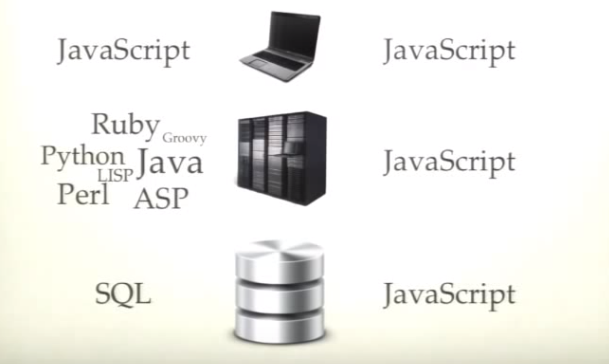 JavaScript JavaScript
Ruby Groovy
Python LISP Java JavaScript
Perl ASP
SQL JavaScript